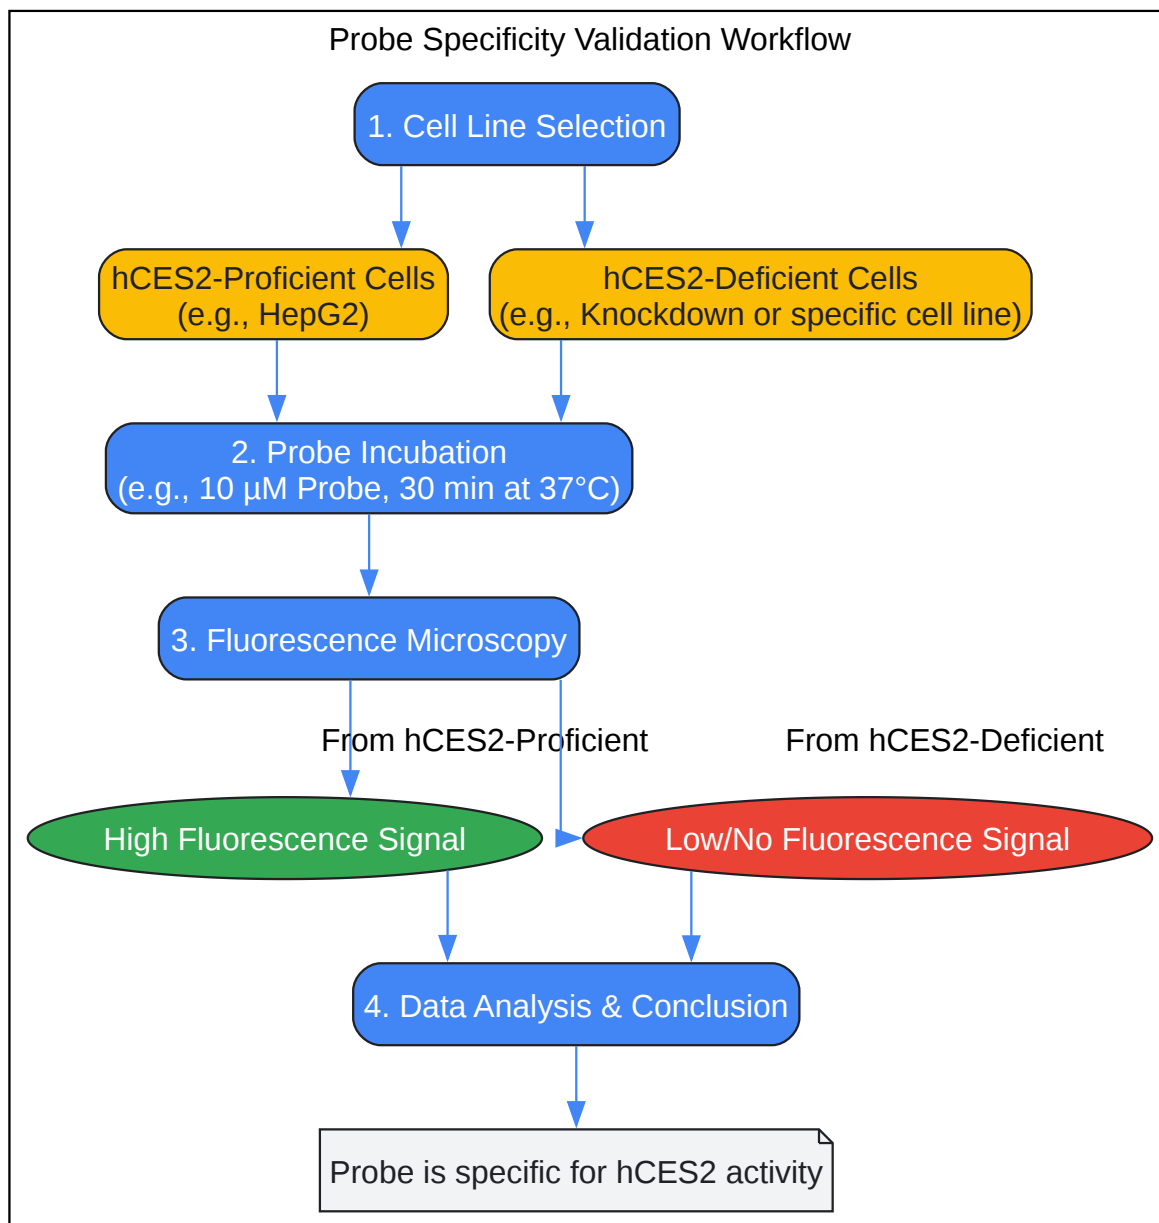 Probe Specificity Validation Workflow
1. Cell Line Selection
hCES2-Proficient Cells
(e.g., HepG2)
hCES2-Deficient Cells
(e.g., Knockdown or specific cell line)
2. Probe Incubation
(e.g., 10 µM Probe, 30 min at 37°C)
3. Fluorescence Microscopy
From hCES2-Proficient
From hCES2-Deficient
High Fluorescence Signal
Low/No Fluorescence Signal
4. Data Analysis & Conclusion
Probe is specific for hCES2 activity